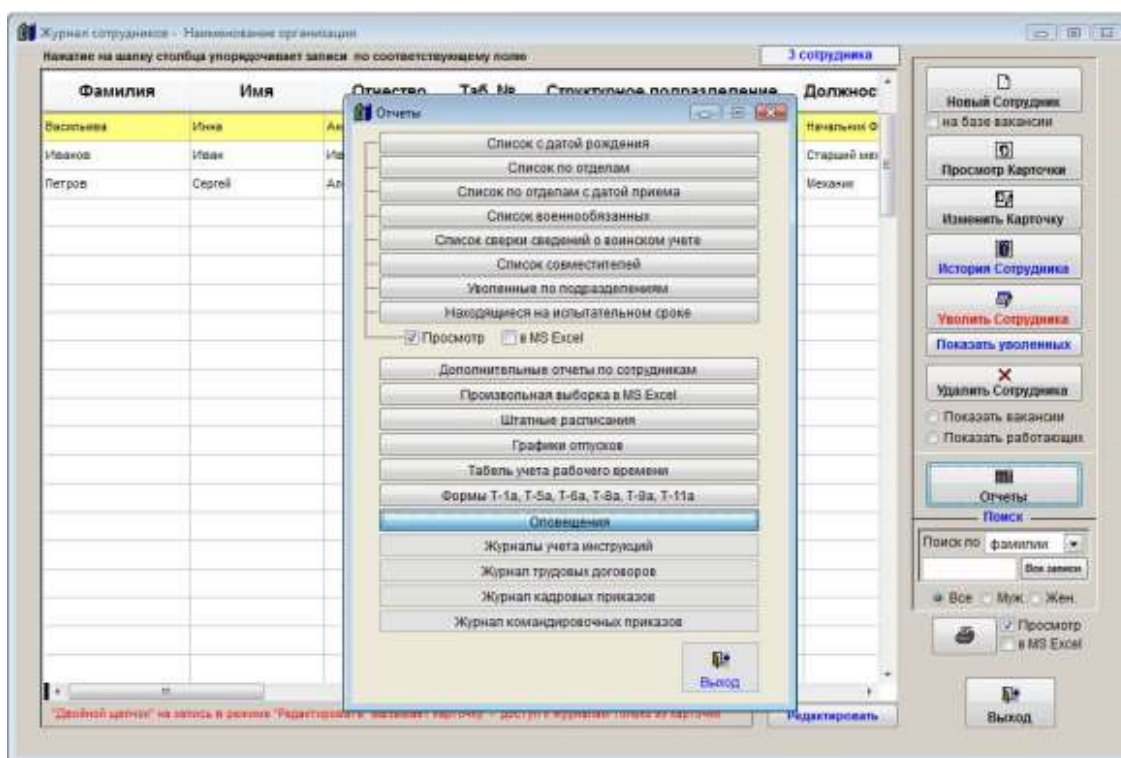 Журнал сотрудников - Наименование организации
Нажатие на шапку столбца упорядочивает записи по соответствующему полю
3 сотрудника
Фамилия Имя Отчество Таб. № Структурное подразделение Должнос
Васильева Инна Начальник О
Иванов Иван Старший мех
Петров Сергей Механик
Отчеты
Список с датой рождения
Список по отделам
Список по отделам с датой приема
Список военнообязанных
Список сверки сведений о воинском учете
Список совместителей
Уволенные по подразделениям
Находящиеся на испытательном сроке
Просмотр в MS Excel
Дополнительные отчеты по сотрудникам
Произвольная выборка в MS Excel
Штатные расписания
Графики отпусков
Табель учета рабочего времени
Формы Т-1а, Т-5а, Т-6а, Т-8а, Т-9а, Т-11а
Оповещения
Журналы учета инструкций
Журнал трудовых договоров
Журнал кадровых приказов
Журнал командировочных приказов
Выход
"Двойной щелчок" на запись в режиме
Редактировать
Новый Сотрудник
на базе вакансии
Просмотр Карточки
Изменить Карточку
История Сотрудника
Уволить Сотрудника
Показать уволенных
Удалить Сотрудника
Показать вакансии
Показать работающих
Отчеты
Поиск
Поиск по фамилии
Все записи
Все Муж. Жен.
Просмотр
в MS Excel
Выход